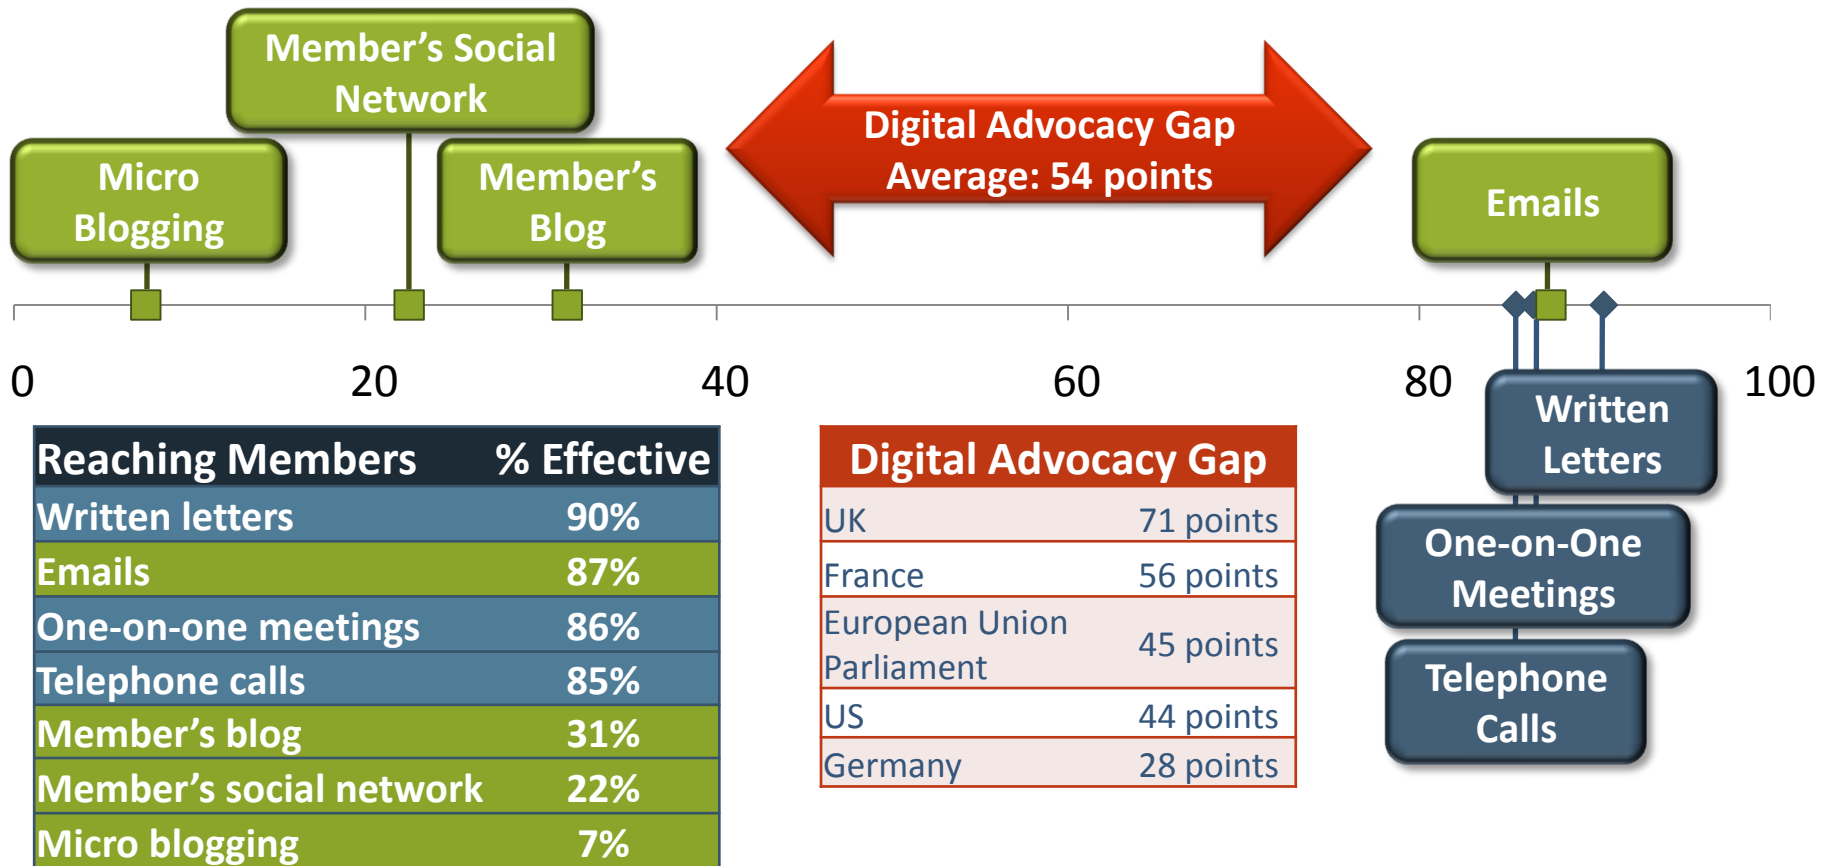 Member’s Social
Network
Micro
Blogging
Member’s
Blog
Digital Advocacy Gap
Average: 54 points
Emails
0 20 40 60 80 100
Written
Letters
One-on-One
Meetings
Telephone
Calls
Reaching Members % Effective
Written letters 90%
Emails 87%
One-on-one meetings 86%
Telephone calls 85%
Member’s blog 31%
Member’s social network 22%
Micro blogging 7%
Digital Advocacy Gap
UK 71 points
France 56 points
European Union
Parliament 45 points
US 44 points
Germany 28 points